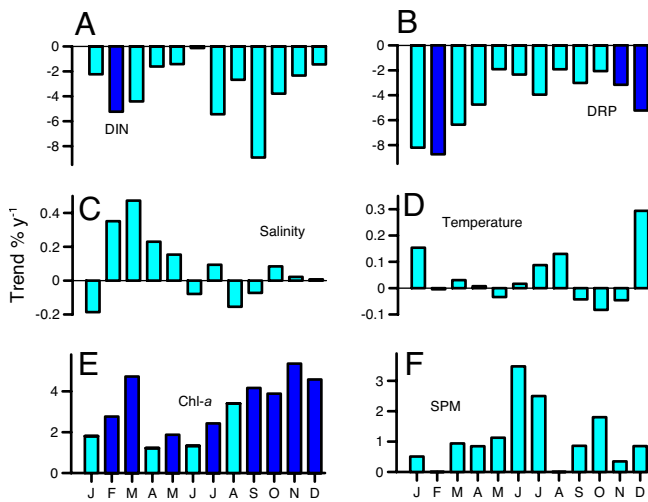 A
B
0
-2
-4
-6
-8
DIN
0
-2
-4
-6
-8
DRP
C
D
0.4
0.2
0
-0.2
Salinity
0.3
0.2
0.1
0
-0.1
Temperature
Trend % y⁻¹
E
F
4
2
0
Chl-a
3
2
1
0
SPM
J F M A M J J A S O N D
J F M A M J J A S O N D